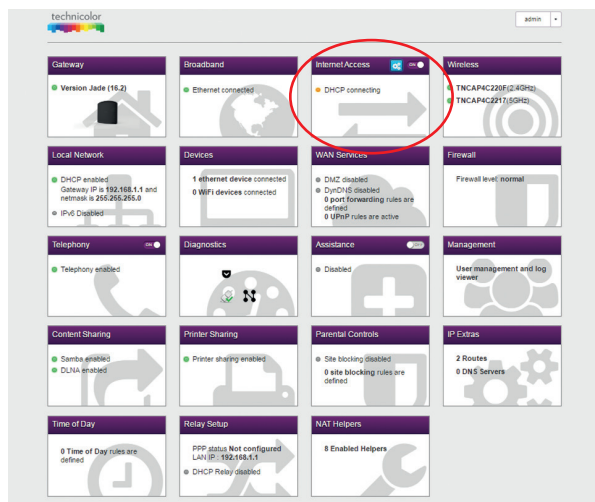 technicolor
admin
Gateway
Version Jade (16.2)
Broadband
Ethernet connected
Internet Access
ON
DHCP connecting
Wireless
TNCAP4C220F(2.4GHz)
TNCAP4C2217(5GHz)
Local Network
DHCP enabled
Gateway IP is 192.168.1.1 and
netmask is 255.255.255.0
IPv6 Disabled
Devices
1 ethernet device connected
0 WiFi devices connected
WAN Services
DMZ disabled
DynDNS disabled
0 port forwarding rules are
defined
0 UPnP rules are active
Firewall
Firewall level: normal
Telephony
ON
Telephony enabled
Diagnostics
Assistance
OFF
Disabled
Management
User management and log
viewer
Content Sharing
Samba enabled
DLNA enabled
Printer Sharing
Printer sharing enabled
Parental Controls
Site blocking disabled
0 site blocking rules are
defined
IP Extras
2 Routes
0 DNS Servers
Time of Day
0 Time of Day rules are
defined
Relay Setup
PPP status Not configured
LAN IP : 192.168.1.1
DHCP Relay disabled
NAT Helpers
8 Enabled Helpers